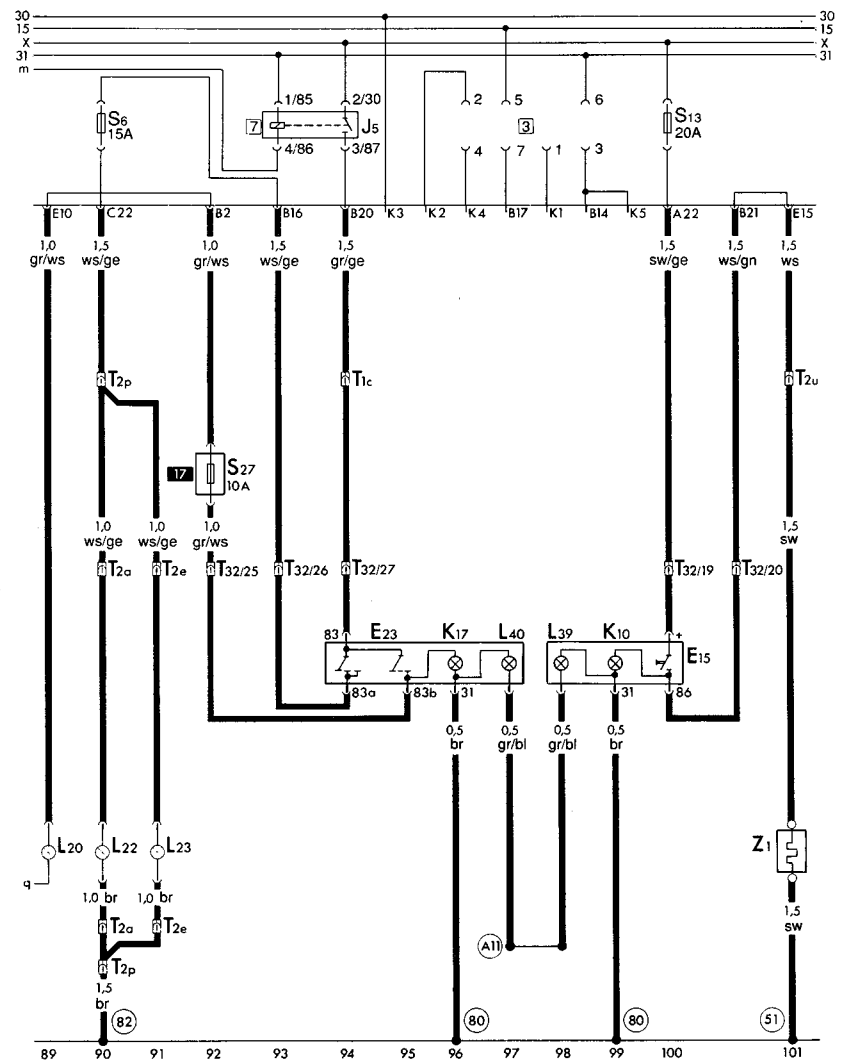 30 30
15 15
X X
31 31
m
1/85 2/30 2 5 6
S6 15A 7 J5 3 S13 20A
4/86 3/87 4 7 1 3
E10 C22 B2 B16 B20 K3 K2 K4 B17 K1 B14 K5 A22 B21 E15
1,0 1,5 1,0 1,5 1,5 1,5 1,5 1,5
gr/ws ws/ge gr/ws ws/ge gr/ge sw/ge ws/gn ws
T2p T1c T2u
17 S27
10A
1,0 1,0 1,0 1,5
ws/ge ws/ge gr/ws sw
T2a T2e T32/25 T32/26 T32/27 T32/19 T32/20
83 E23 K17 L40 L39 K10 + E15
83a 83b 31 31 86
0,5 0,5 0,5 0,5
br gr/bl gr/bl br
L20 L22 L23 Z1
q
1,0 br 1,0 br 1,5
sw
T2a T2e A11
T2p
1,5
br
82 80 80 51
89 90 91 92 93 94 95 96 97 98 99 100 101